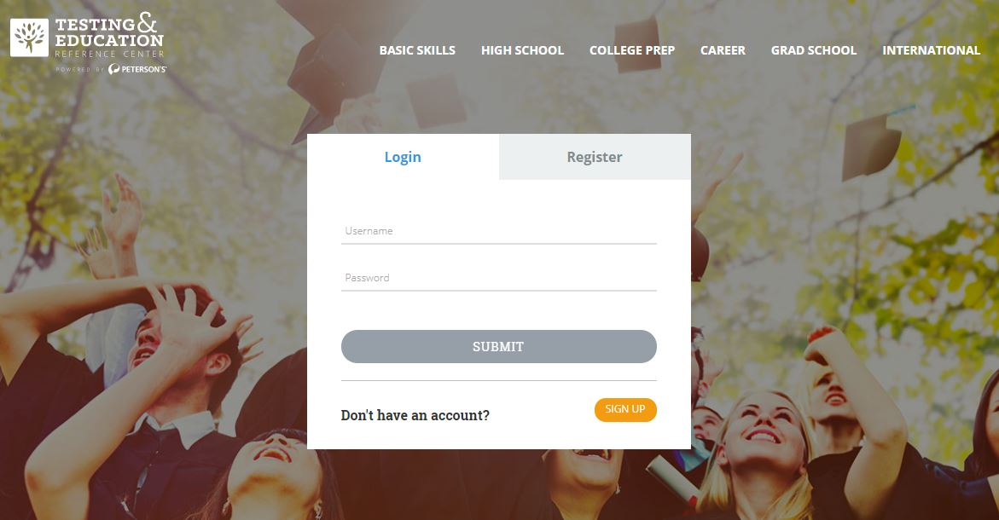 TESTING &
EDUCATION
REFERENCE CENTER
POWERED BY PETERSON'S
BASIC SKILLS HIGH SCHOOL COLLEGE PREP CAREER GRAD SCHOOL INTERNATIONAL
Login Register
Username
Password
SUBMIT
Don't have an account? SIGN UP